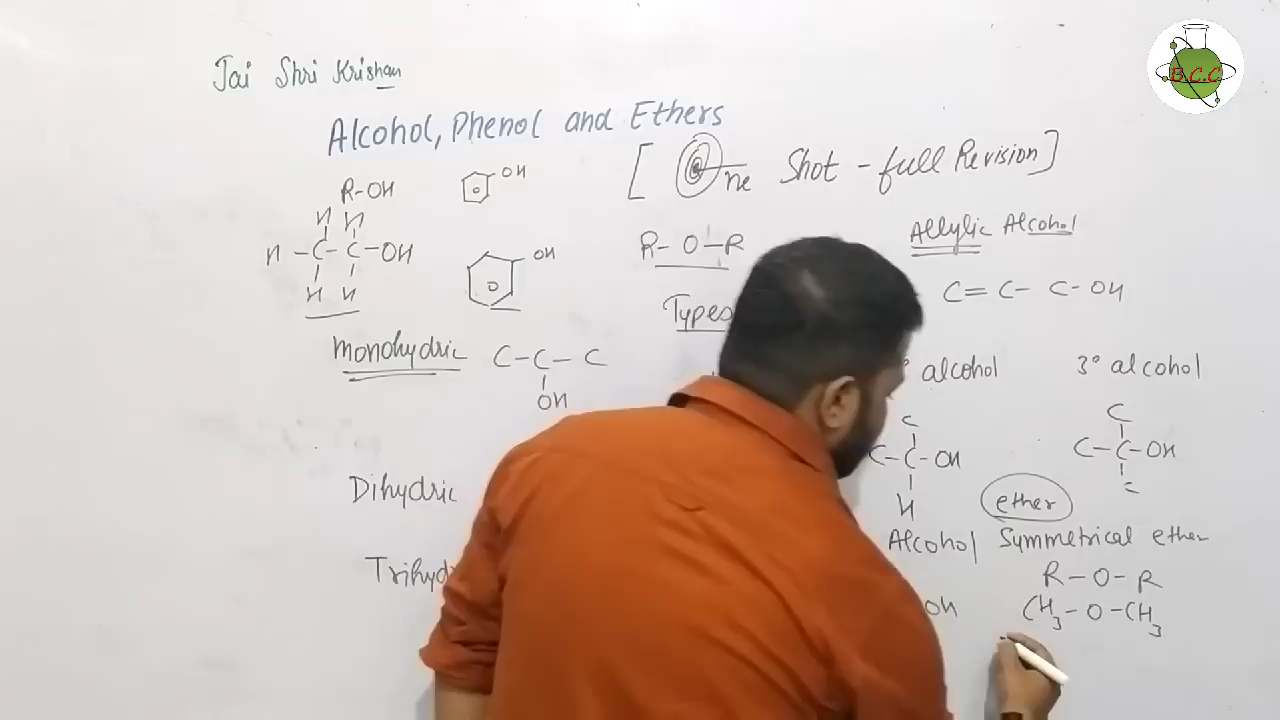 Jai Shri Krishan
B.C.C
Alcohol, Phenol and Ethers
[One Shot - full Revision]
R-OH
OH
H H
H -C- C -OH
H H
OH
R- O-R
Allylic Alcohol
C=C- C-OH
Types
monohydric C-C-C
OH
alcohol
3° alcohol
C
C-C-OH
H
C
C-C-OH
C
Dihydric
ether
Alcohol
Symmetrical ether
R-O-R
Trihyd
OH
CH3-O-CH3